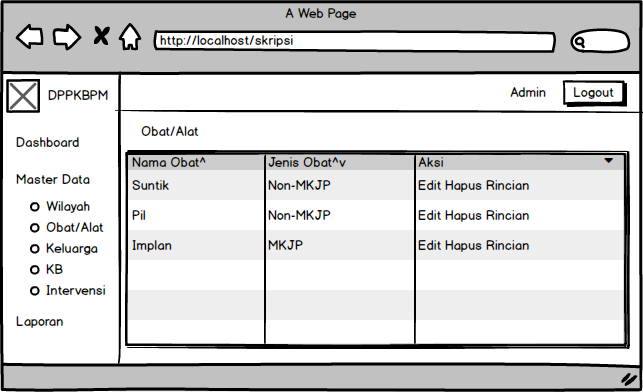 A Web Page
http://localhost/skripsi
DPPKBPM
Admin
Logout
Dashboard
Master Data
Wilayah
Obat/Alat
Keluarga
KB
Intervensi
Laporan
Obat/Alat
Nama Obat^ Jenis Obat^v Aksi
Suntik Non-MKJP Edit Hapus Rincian
Pil Non-MKJP Edit Hapus Rincian
Implan MKJP Edit Hapus Rincian